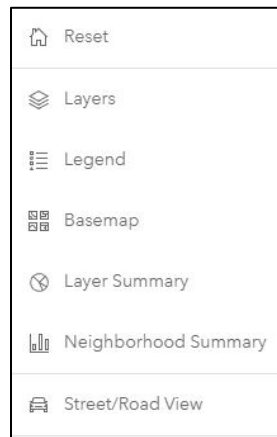 Reset
Layers
Legend
Basemap
Layer Summary
Neighborhood Summary
Street/Road View